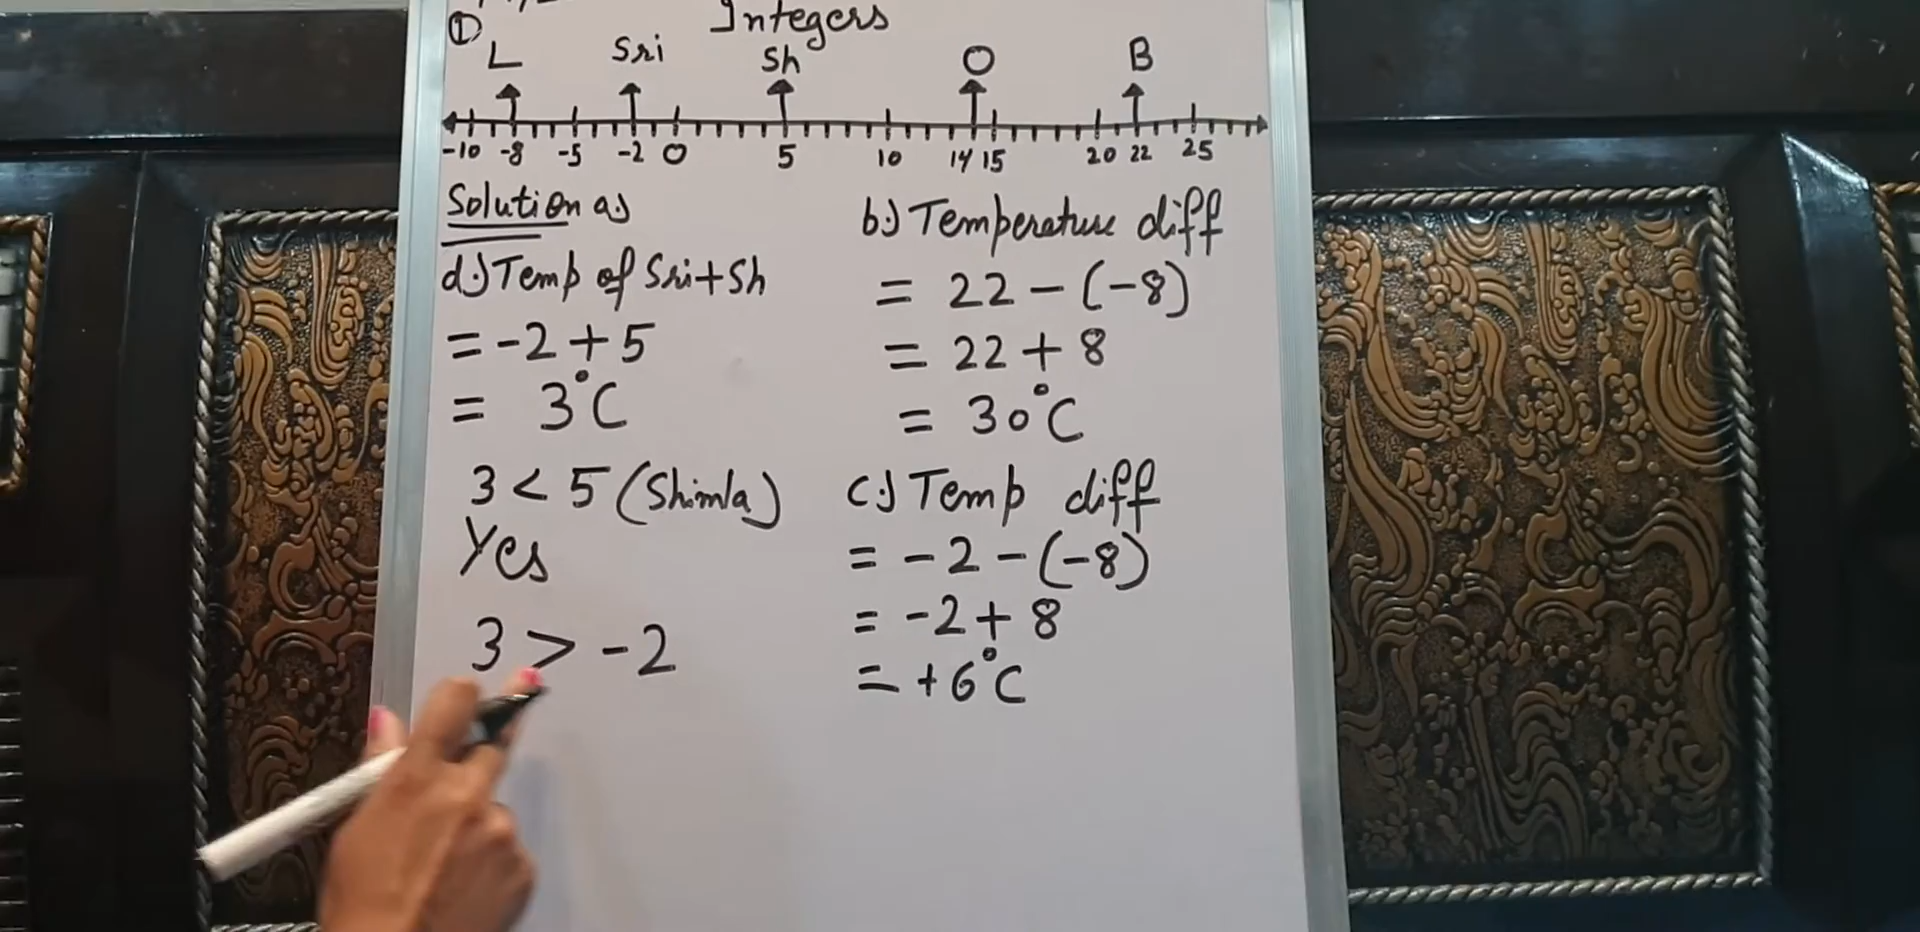 ① Integers
L Sri Sh O B
-10 -8 -5 -2 0 5 10 14 15 20 22 25
Solution a)
d.) Temp of Sri + Sh
= -2 + 5
= 3°C
3 < 5 (Shimla)
Yes
3 > -2
b.) Temperature diff
= 22 - (-8)
= 22 + 8
= 30°C
c.) Temp diff
= -2 - (-8)
= -2 + 8
= +6°C